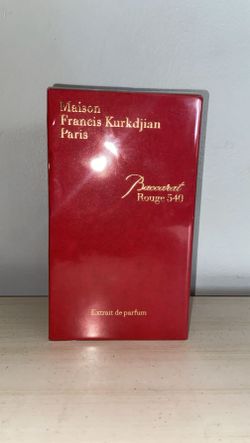 Maison
Francis Kurkdjian
Paris
Baccarat
Rouge 540
Extrait de parfum